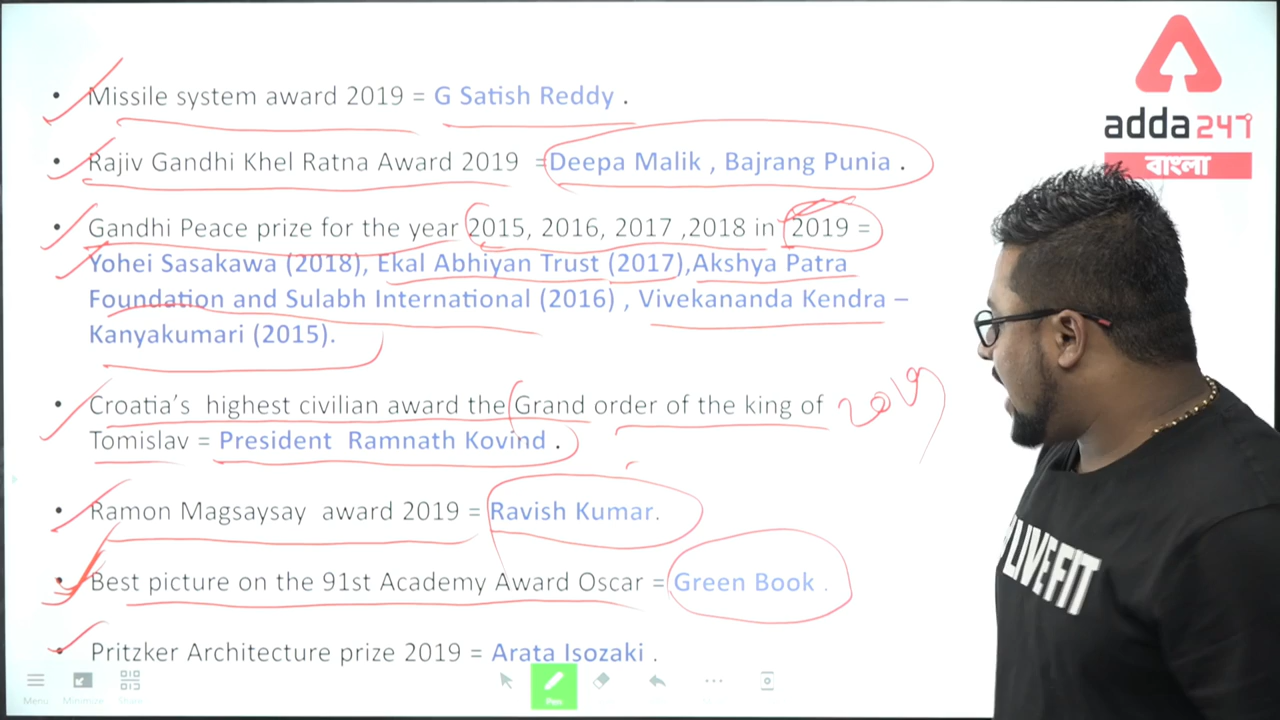 • Missile system award 2019 = G Satish Reddy .
• Rajiv Gandhi Khel Ratna Award 2019 =Deepa Malik , Bajrang Punia .
• Gandhi Peace prize for the year 2015, 2016, 2017 ,2018 in 2019 =
Yohei Sasakawa (2018), Ekal Abhiyan Trust (2017),Akshya Patra
Foundation and Sulabh International (2016) , Vivekananda Kendra –
Kanyakumari (2015).
• Croatia's highest civilian award the Grand order of the king of
Tomislav = President Ramnath Kovind .
2019
• Ramon Magsaysay award 2019 = Ravish Kumar.
• Best picture on the 91st Academy Award Oscar = Green Book .
• Pritzker Architecture prize 2019 = Arata Isozaki .
adda247
বাংলা
LIVEFIT
Menu
Minimize
Share
Pen